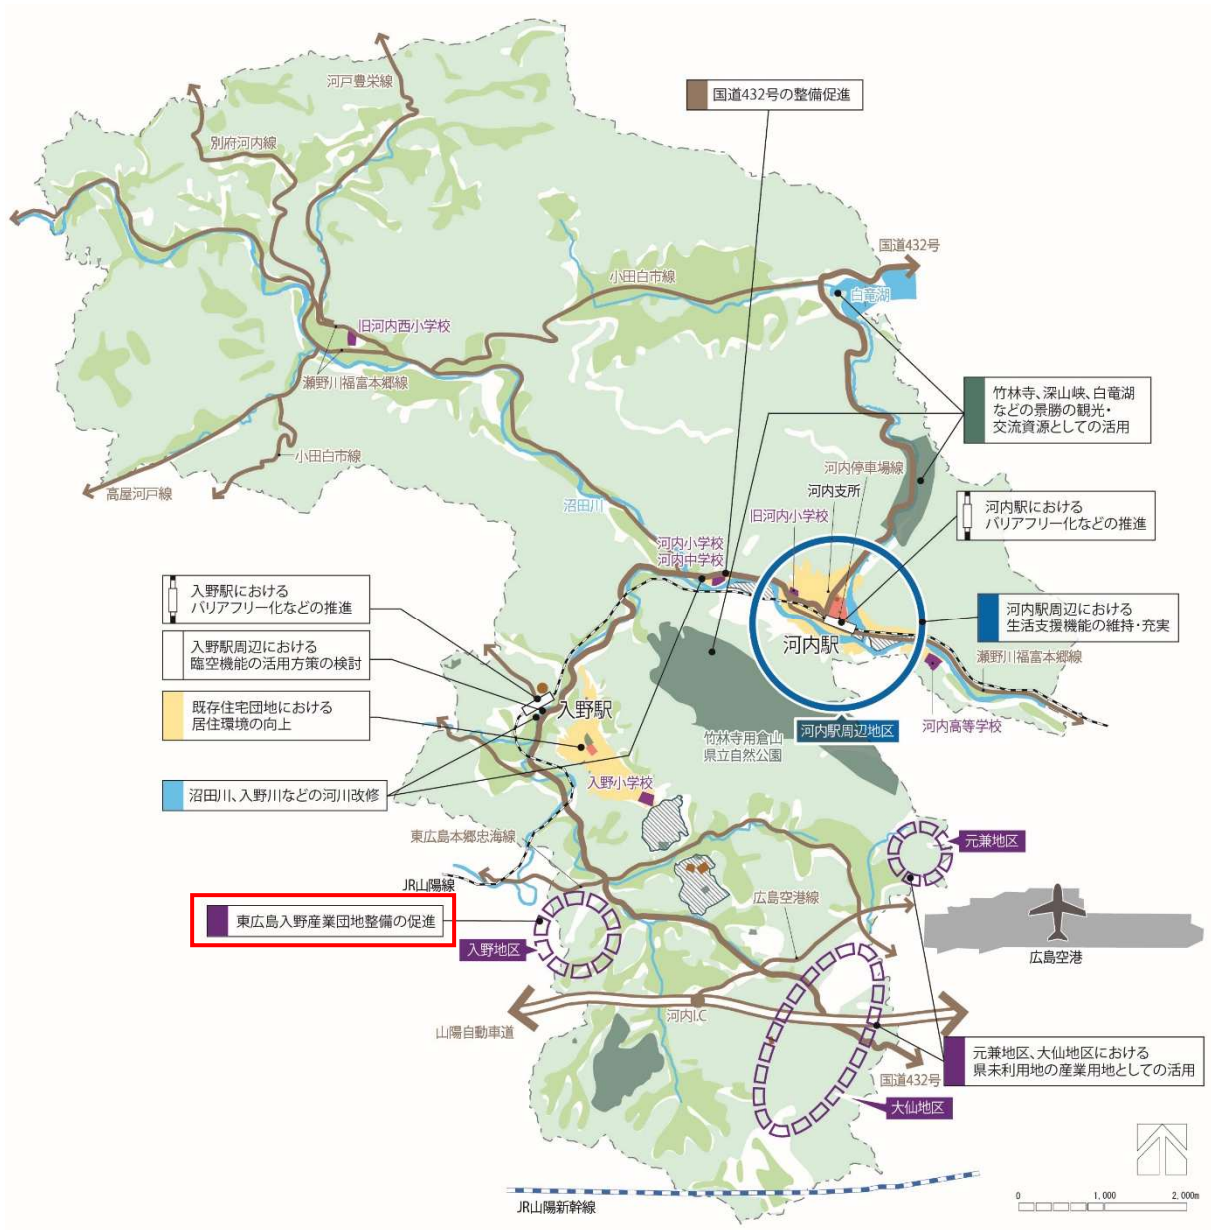 河戸豊栄線
国道432号の整備促進
別府河内線
国道432号
小田白市線
白竜湖
旧河内西小学校
瀬野川福富本郷線
竹林寺、深山峡、白竜湖
などの景勝の観光・
交流資源としての活用
小田白市線
高屋河戸線
河内停車場線
河内支所
沼田川
旧河内小学校
河内駅における
バリアフリー化などの推進
河内小学校
河内中学校
入野駅における
バリアフリー化などの推進
河内駅周辺における
生活支援機能の維持・充実
入野駅周辺における
臨空機能の活用方策の検討
河内駅
瀬野川福富本郷線
既存住宅団地における
居住環境の向上
入野駅
河内駅周辺地区
河内高等学校
竹林寺用倉山
県立自然公園
入野小学校
沼田川、入野川などの河川改修
東広島本郷忠海線
元兼地区
JR山陽線
広島空港線
東広島入野産業団地整備の促進
入野地区
広島空港
河内I.C
山陽自動車道
元兼地区、大仙地区における
県未利用地の産業用地としての活用
国道432号
大仙地区
JR山陽新幹線
0 1,000 2,000m